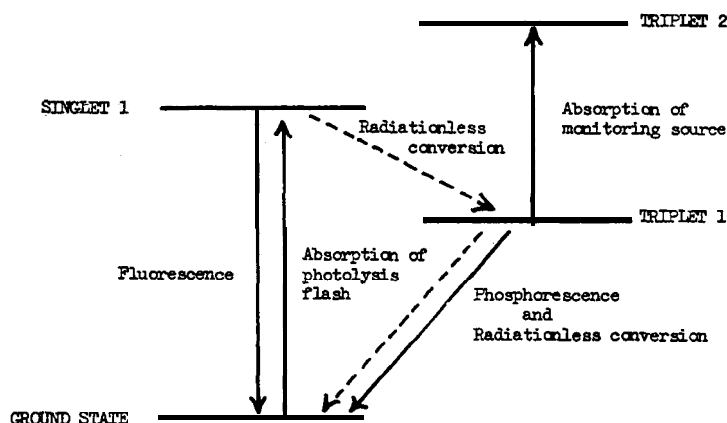 TRIPLET 2
SINGLET 1
Absorption of
monitoring source
Radiationless
conversion
TRIPLET 1
Fluorescence
Absorption of
photolysis
flash
Phosphorescence
and
Radiationless conversion
GROUND STATE